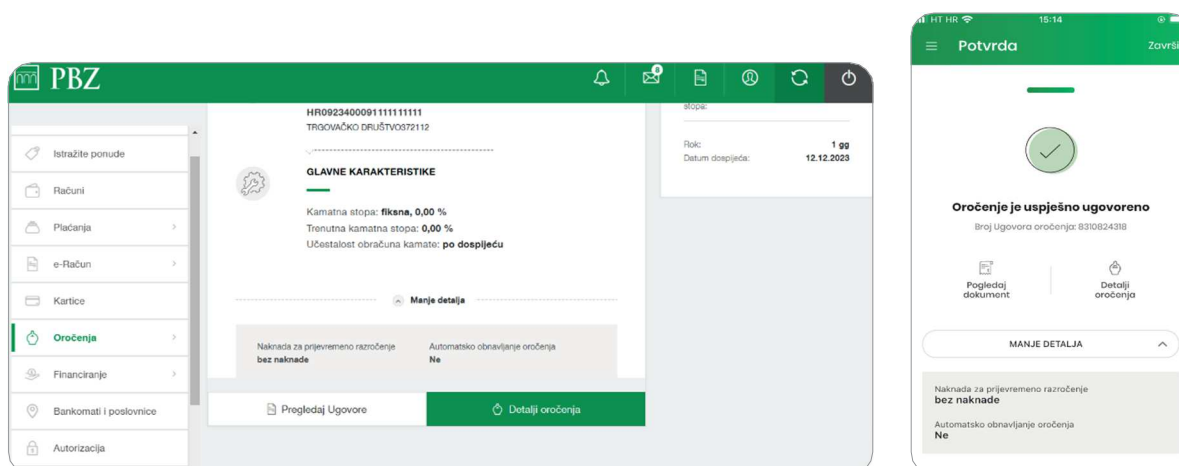 PBZ
8
Istražite ponude
Računi
Plaćanja
e-Račun
Kartice
Oročenja
Financiranje
Bankomati i poslovnice
Autorizacija
HR0923400091111111111
TRGOVAČKO DRUŠTVO372112
GLAVNE KARAKTERISTIKE
Kamatna stopa: fiksna, 0,00 %
Trenutna kamatna stopa: 0,00 %
Učestalost obračuna kamate: po dospijeću
Manje detalja
Naknada za prijevremeno razročenje
bez naknade
Automatsko obnavljanje oročenja
Ne
Pregledaj Ugovore
Detalji oročenja
stopa:
Rok: 1 gg
Datum dospijeća: 12.12.2023
HT HR 15:14
Potvrda Završi
Oročenje je uspješno ugovoreno
Broj Ugovora oročenja: 8310824318
Pogledaj
dokument
Detalji
oročenja
MANJE DETALJA
Naknada za prijevremeno razročenje
bez naknade
Automatsko obnavljanje oročenja
Ne